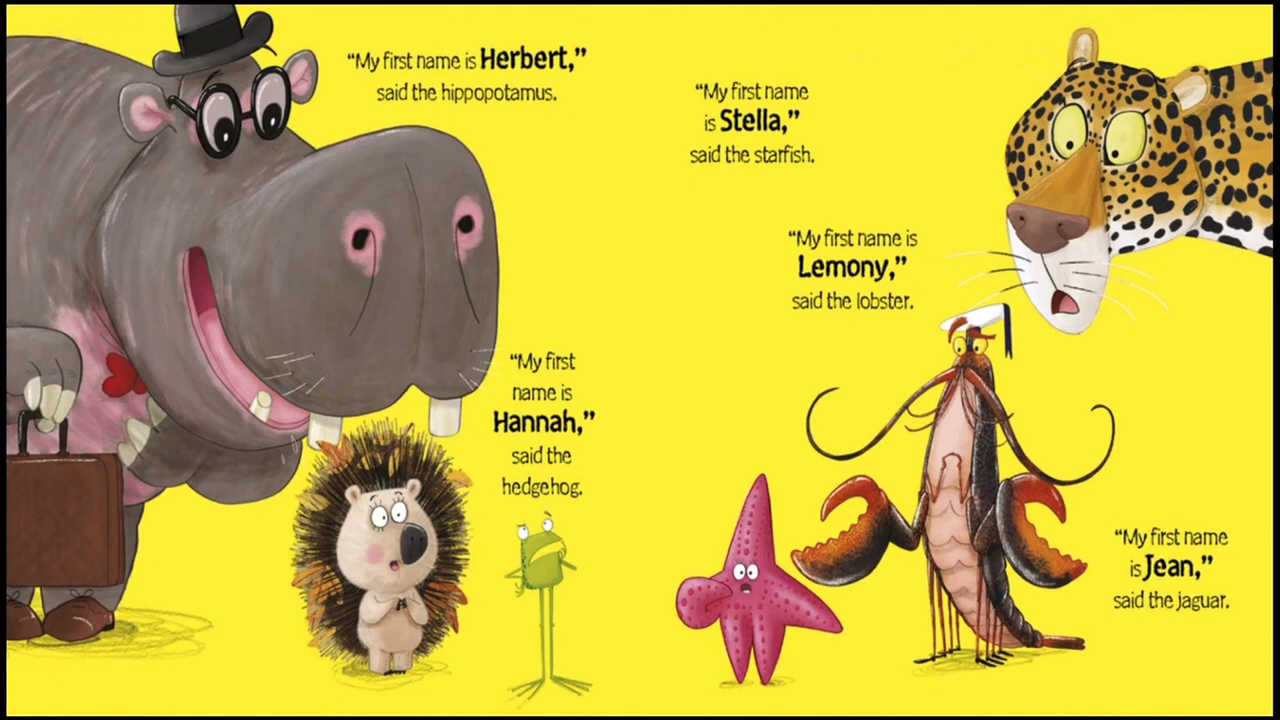 “My first name is Herbert,”
said the hippopotamus.
“My first
name is
Hannah,”
said the
hedgehog.
“My first name
is Stella,”
said the starfish.
“My first name is
Lemony,”
said the lobster.
“My first name
is Jean,”
said the jaguar.